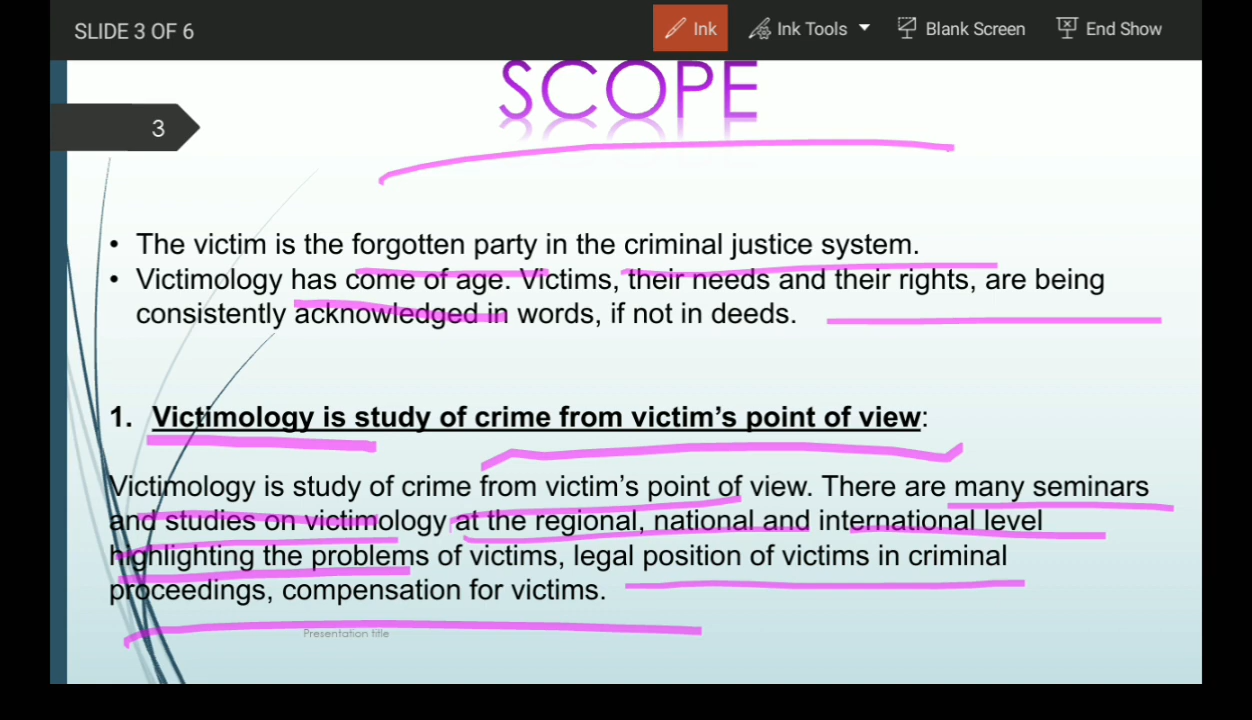 SLIDE 3 OF 6
Ink
Ink Tools
Blank Screen
End Show
SCOPE
3
• The victim is the forgotten party in the criminal justice system.
• Victimology has come of age. Victims, their needs and their rights, are being
consistently acknowledged in words, if not in deeds.
1. Victimology is study of crime from victim's point of view:
Victimology is study of crime from victim's point of view. There are many seminars
and studies on victimology at the regional, national and international level
highlighting the problems of victims, legal position of victims in criminal
proceedings, compensation for victims.
Presentation title